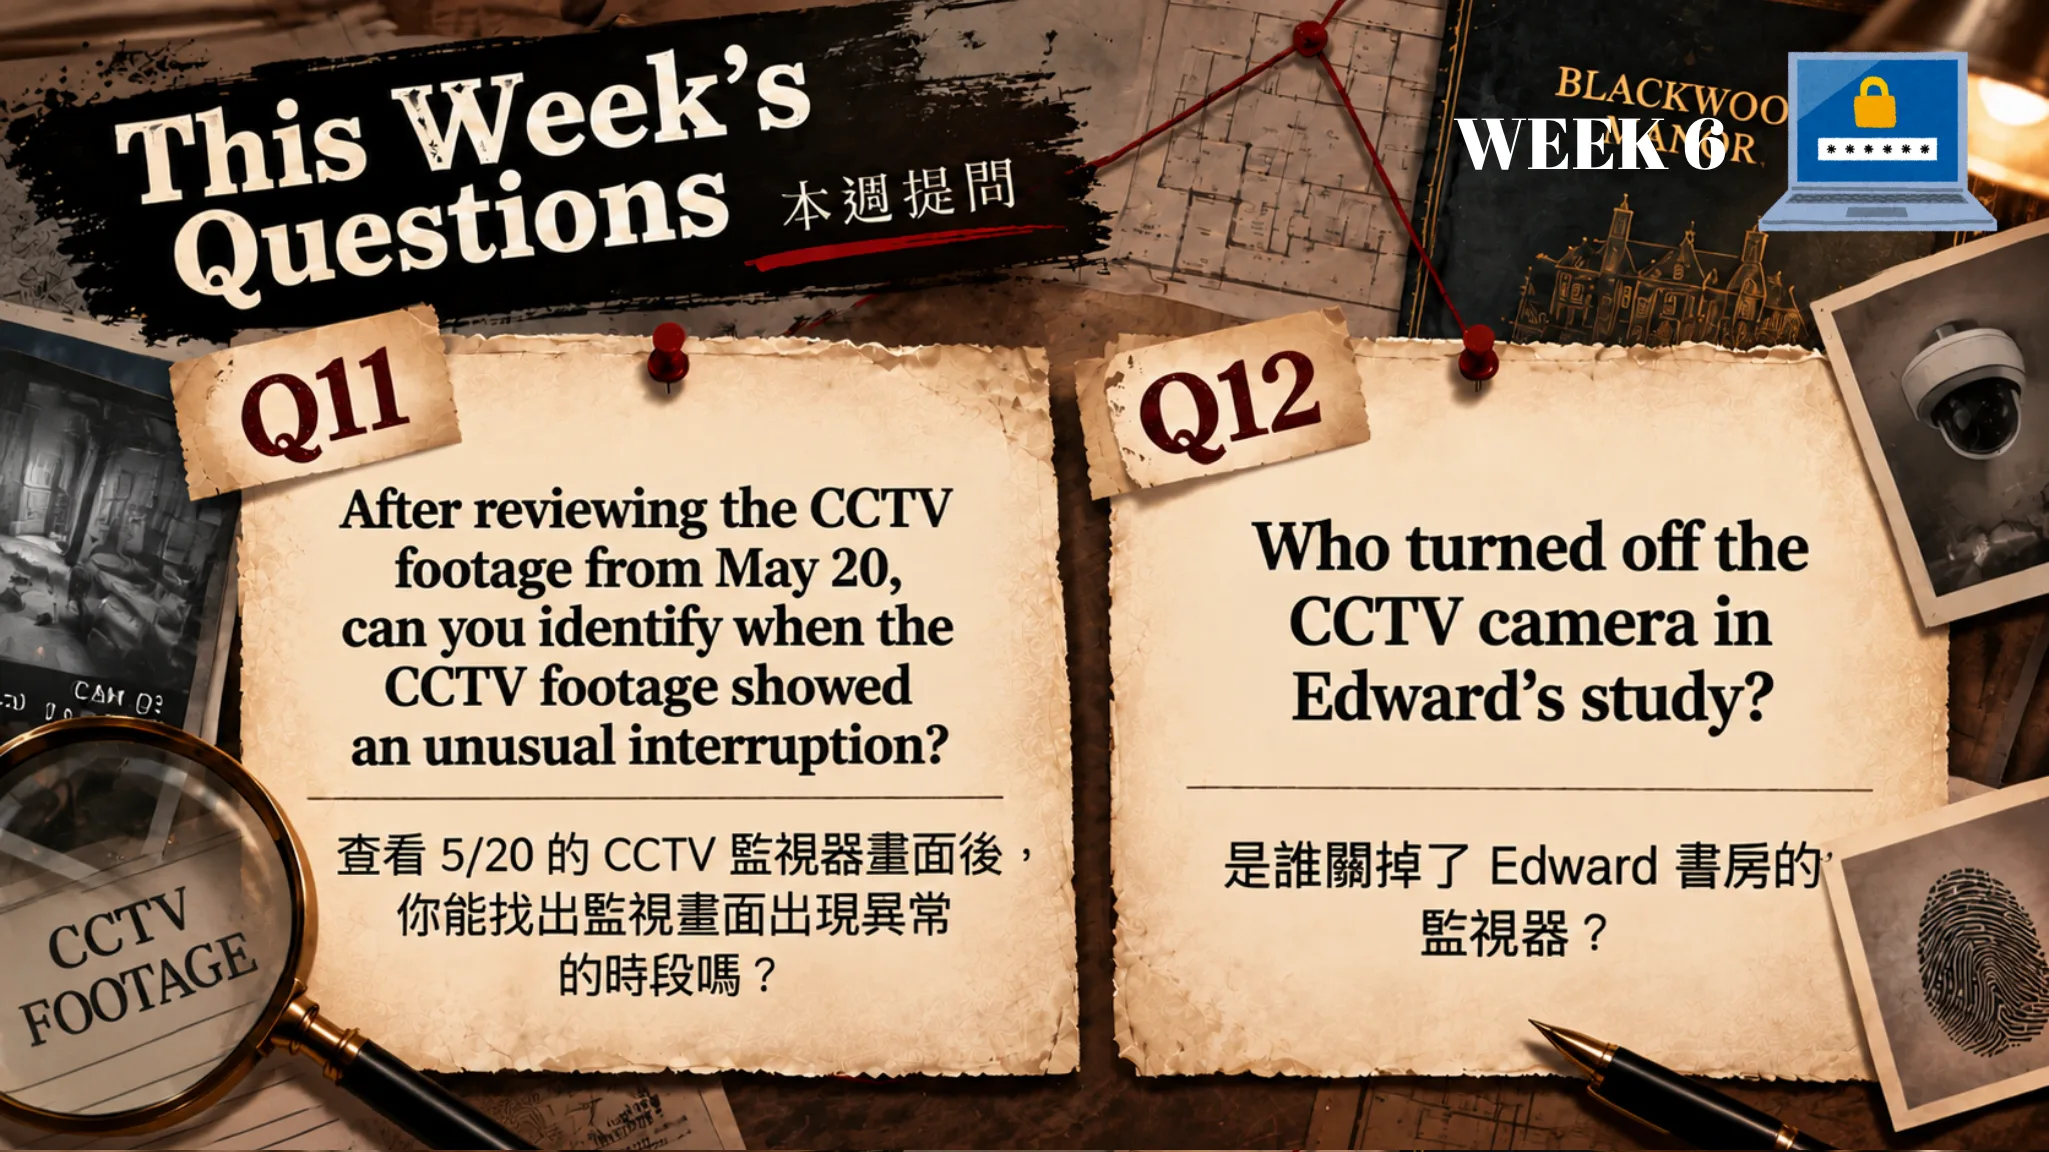 This Week's
Questions
本週提問
BLACKWOO
MANOR
WEEK 6
******
Q11
After reviewing the CCTV
footage from May 20,
can you identify when the
CCTV footage showed
an unusual interruption?
查看 5/20 的 CCTV 監視器畫面後，
你能找出監視畫面出現異常
的時段嗎？
Q12
Who turned off the
CCTV camera in
Edward's study?
是誰關掉了 Edward 書房的
監視器？
CCTV
FOOTAGE